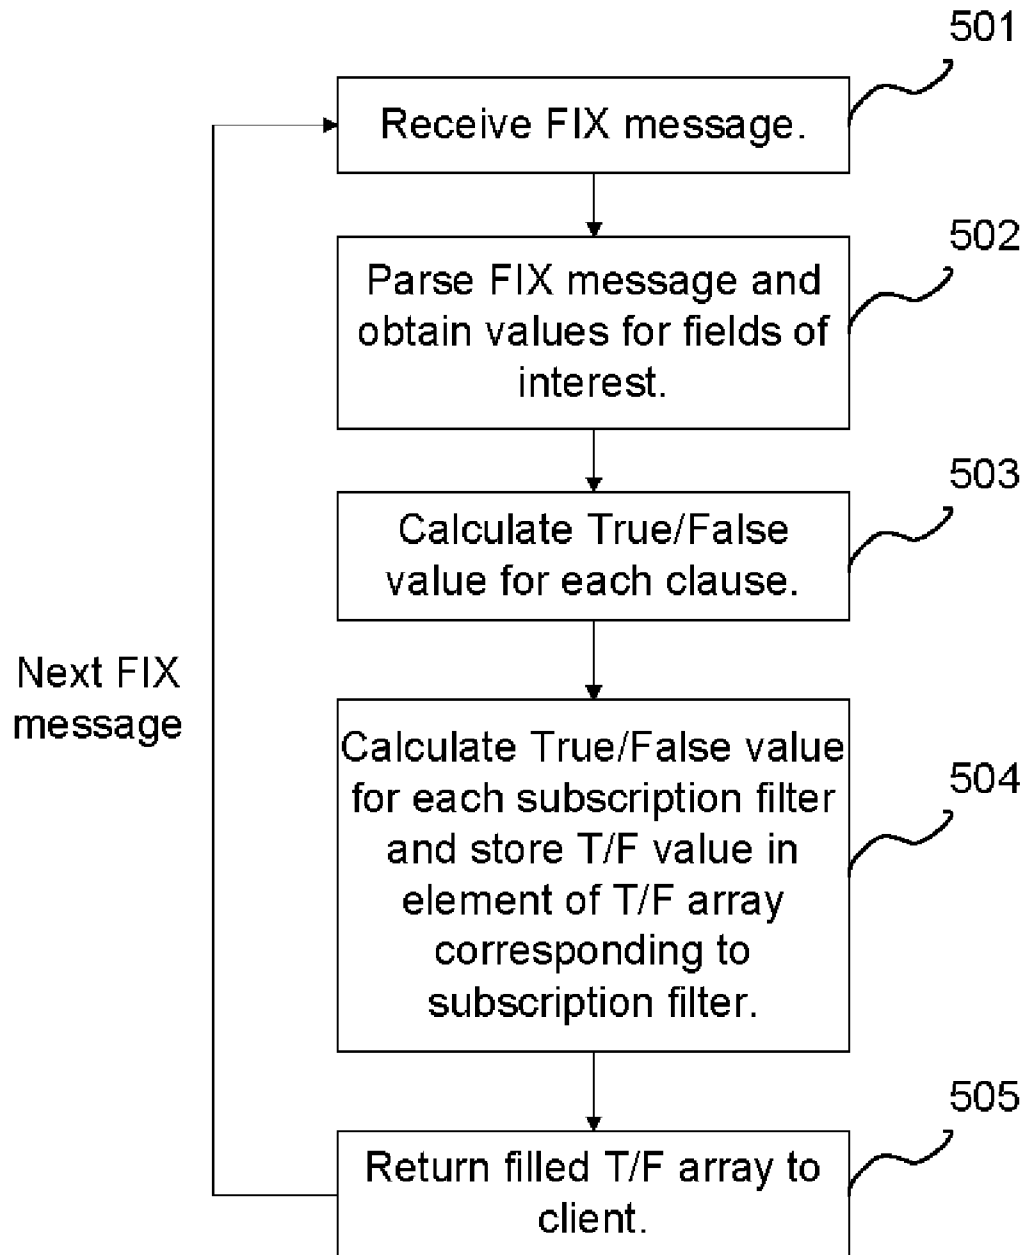 501
Receive FIX message.
502
Parse FIX message and
obtain values for fields of
interest.
503
Calculate True/False
value for each clause.
Next FIX
message
504
Calculate True/False value
for each subscription filter
and store T/F value in
element of T/F array
corresponding to
subscription filter.
505
Return filled T/F array to
client.